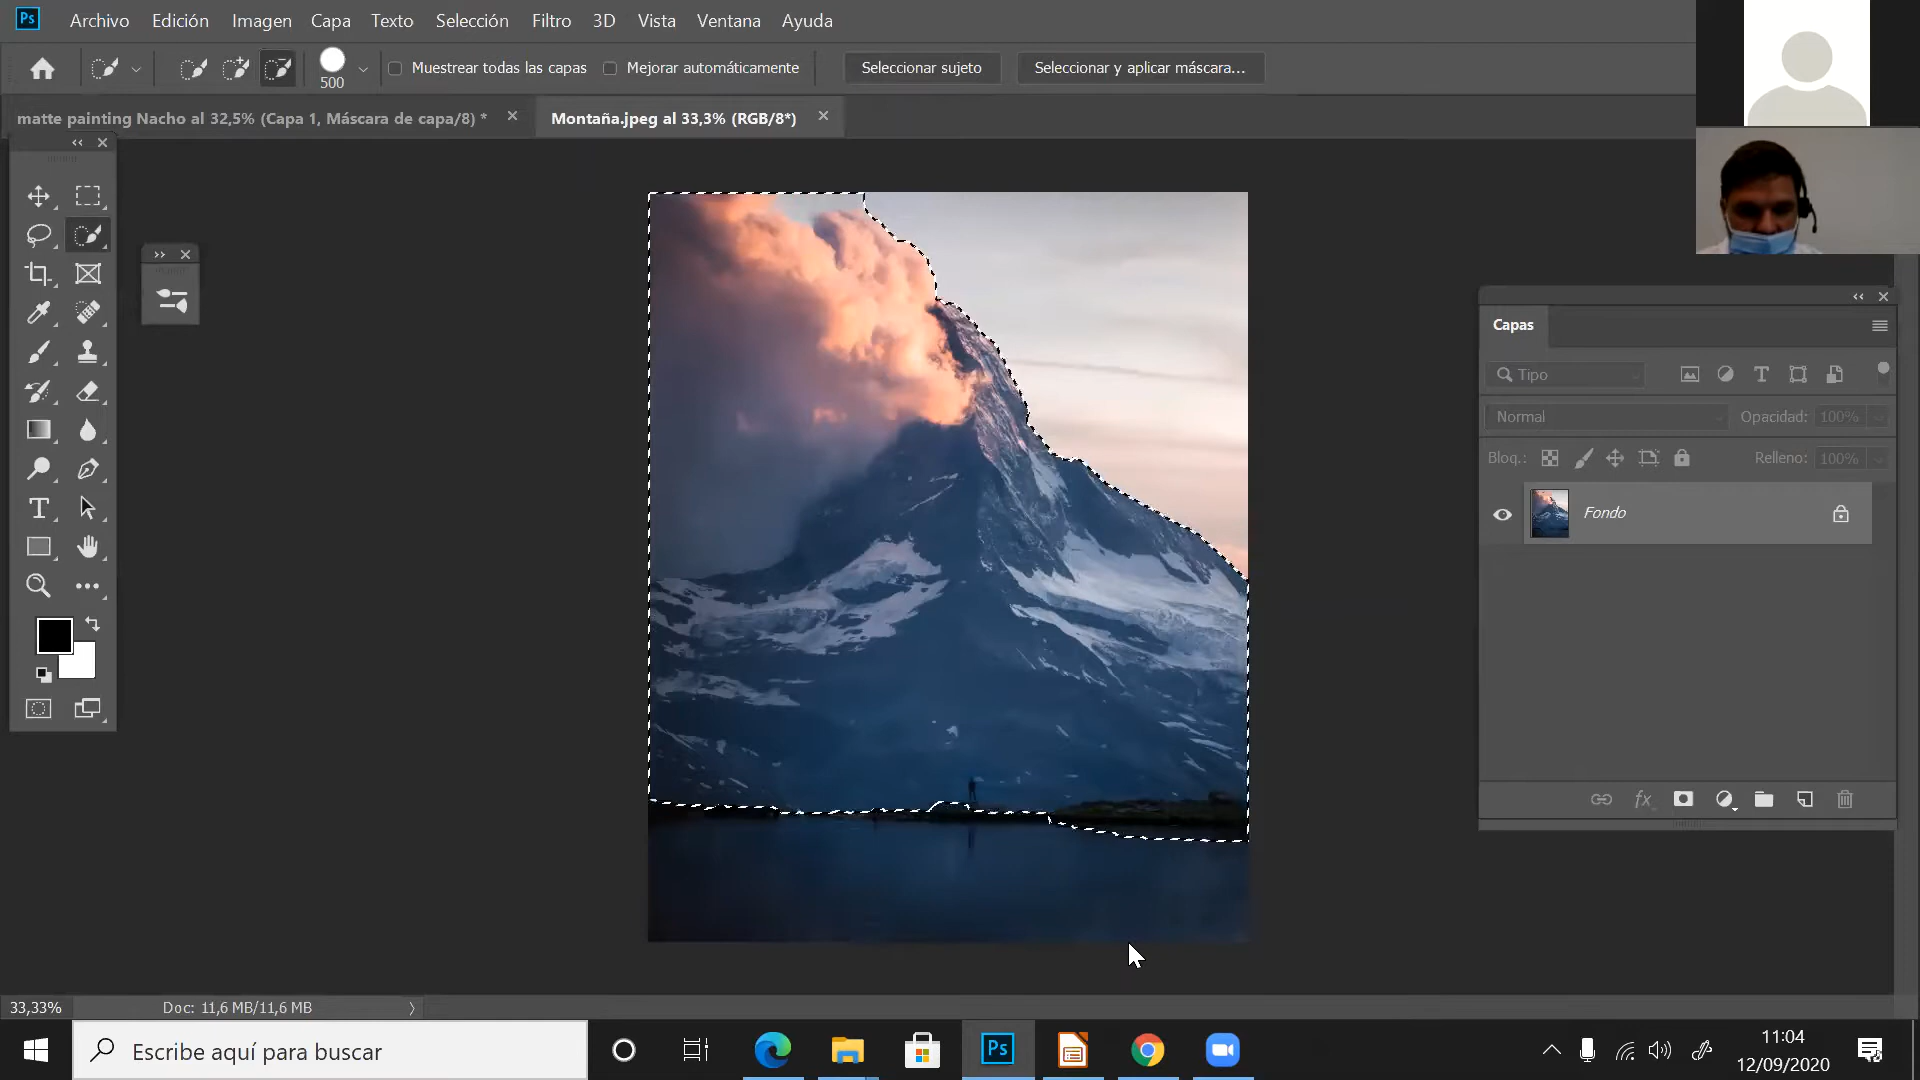 Ps Archivo Edición Imagen Capa Texto Selección Filtro 3D Vista Ventana Ayuda
500 Muestrear todas las capas Mejorar automáticamente Seleccionar sujeto Seleccionar y aplicar máscara...
matte painting Nacho al 32,5% (Capa 1, Máscara de capa/8) * Montaña.jpeg al 33,3% (RGB/8*)
Capas
Tipo
Normal Opacidad: 100%
Bloq.: Relleno: 100%
Fondo
fx
33,33% Doc: 11,6 MB/11,6 MB
Escribe aquí para buscar
Ps
11:04
12/09/2020